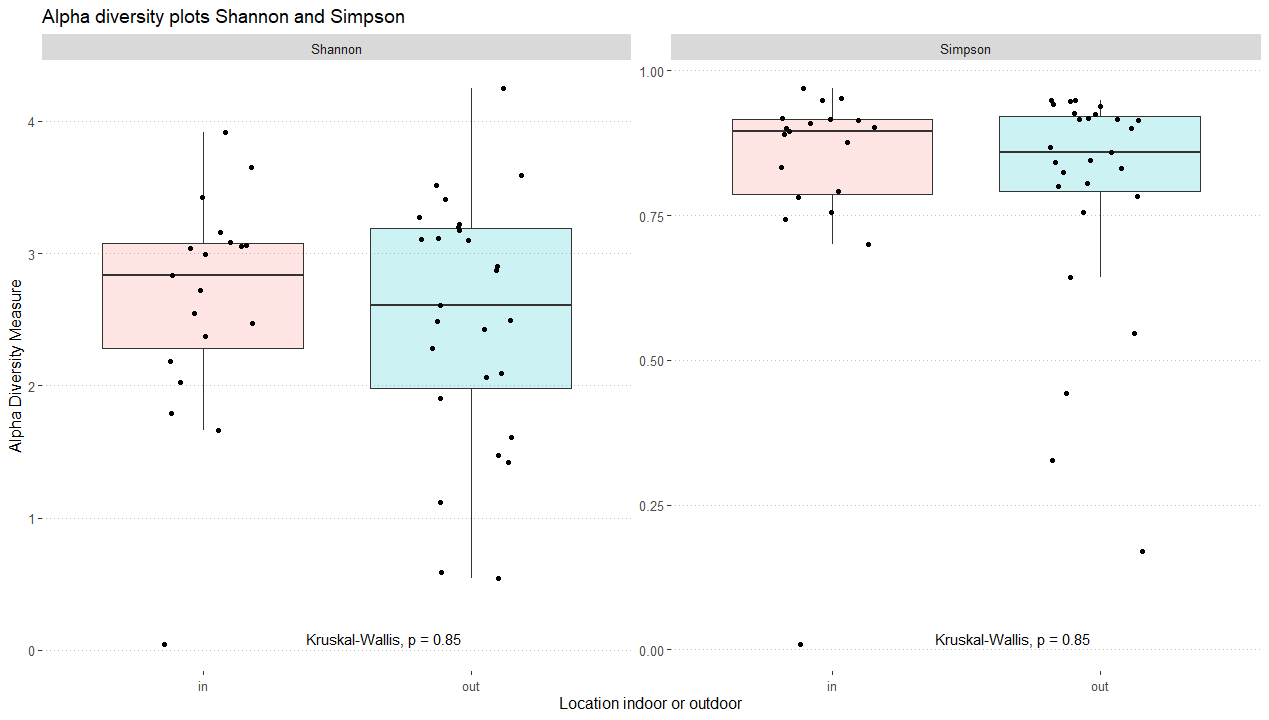 Alpha diversity plots Shannon and Simpson
Shannon
Simpson
Alpha Diversity Measure
4
3
2
1
0
1.00
0.75
0.50
0.25
0.00
Kruskal-Wallis, p = 0.85
Kruskal-Wallis, p = 0.85
in
out
in
out
Location indoor or outdoor